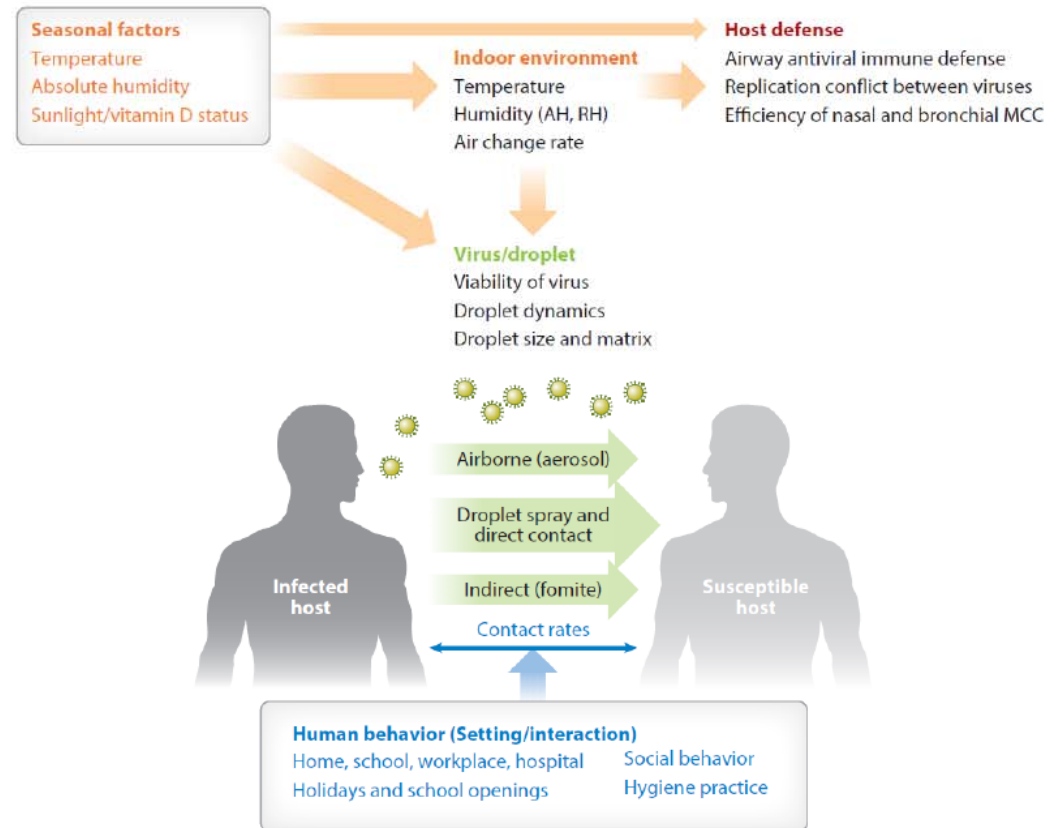 Seasonal factors
Temperature
Absolute humidity
Sunlight/vitamin D status
Indoor environment
Temperature
Humidity (AH, RH)
Air change rate
Host defense
Airway antiviral immune defense
Replication conflict between viruses
Efficiency of nasal and bronchial MCC
Virus/droplet
Viability of virus
Droplet dynamics
Droplet size and matrix
Airborne (aerosol)
Droplet spray and
direct contact
Indirect (fomite)
Infected
host
Susceptible
host
Contact rates
Human behavior (Setting/interaction)
Home, school, workplace, hospital
Holidays and school openings
Social behavior
Hygiene practice